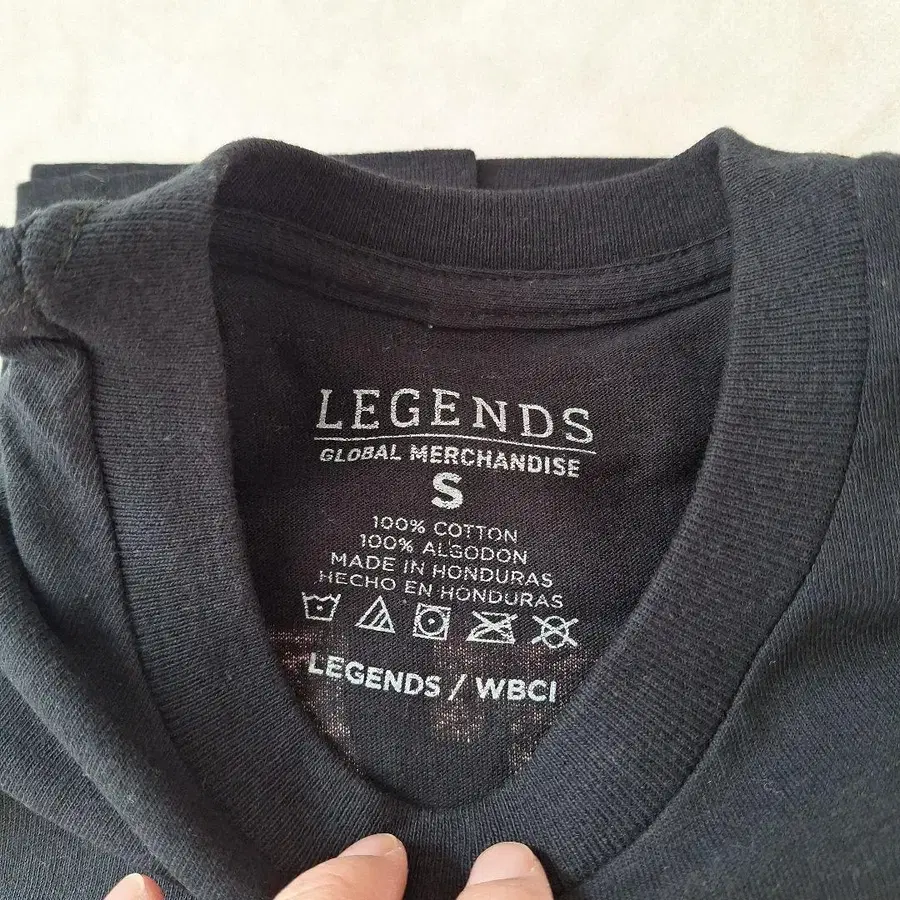 LEGENDS
GLOBAL MERCHANDISE
S
100% COTTON
100% ALGODON
MADE IN HONDURAS
HECHO EN HONDURAS
LEGENDS / WBCI